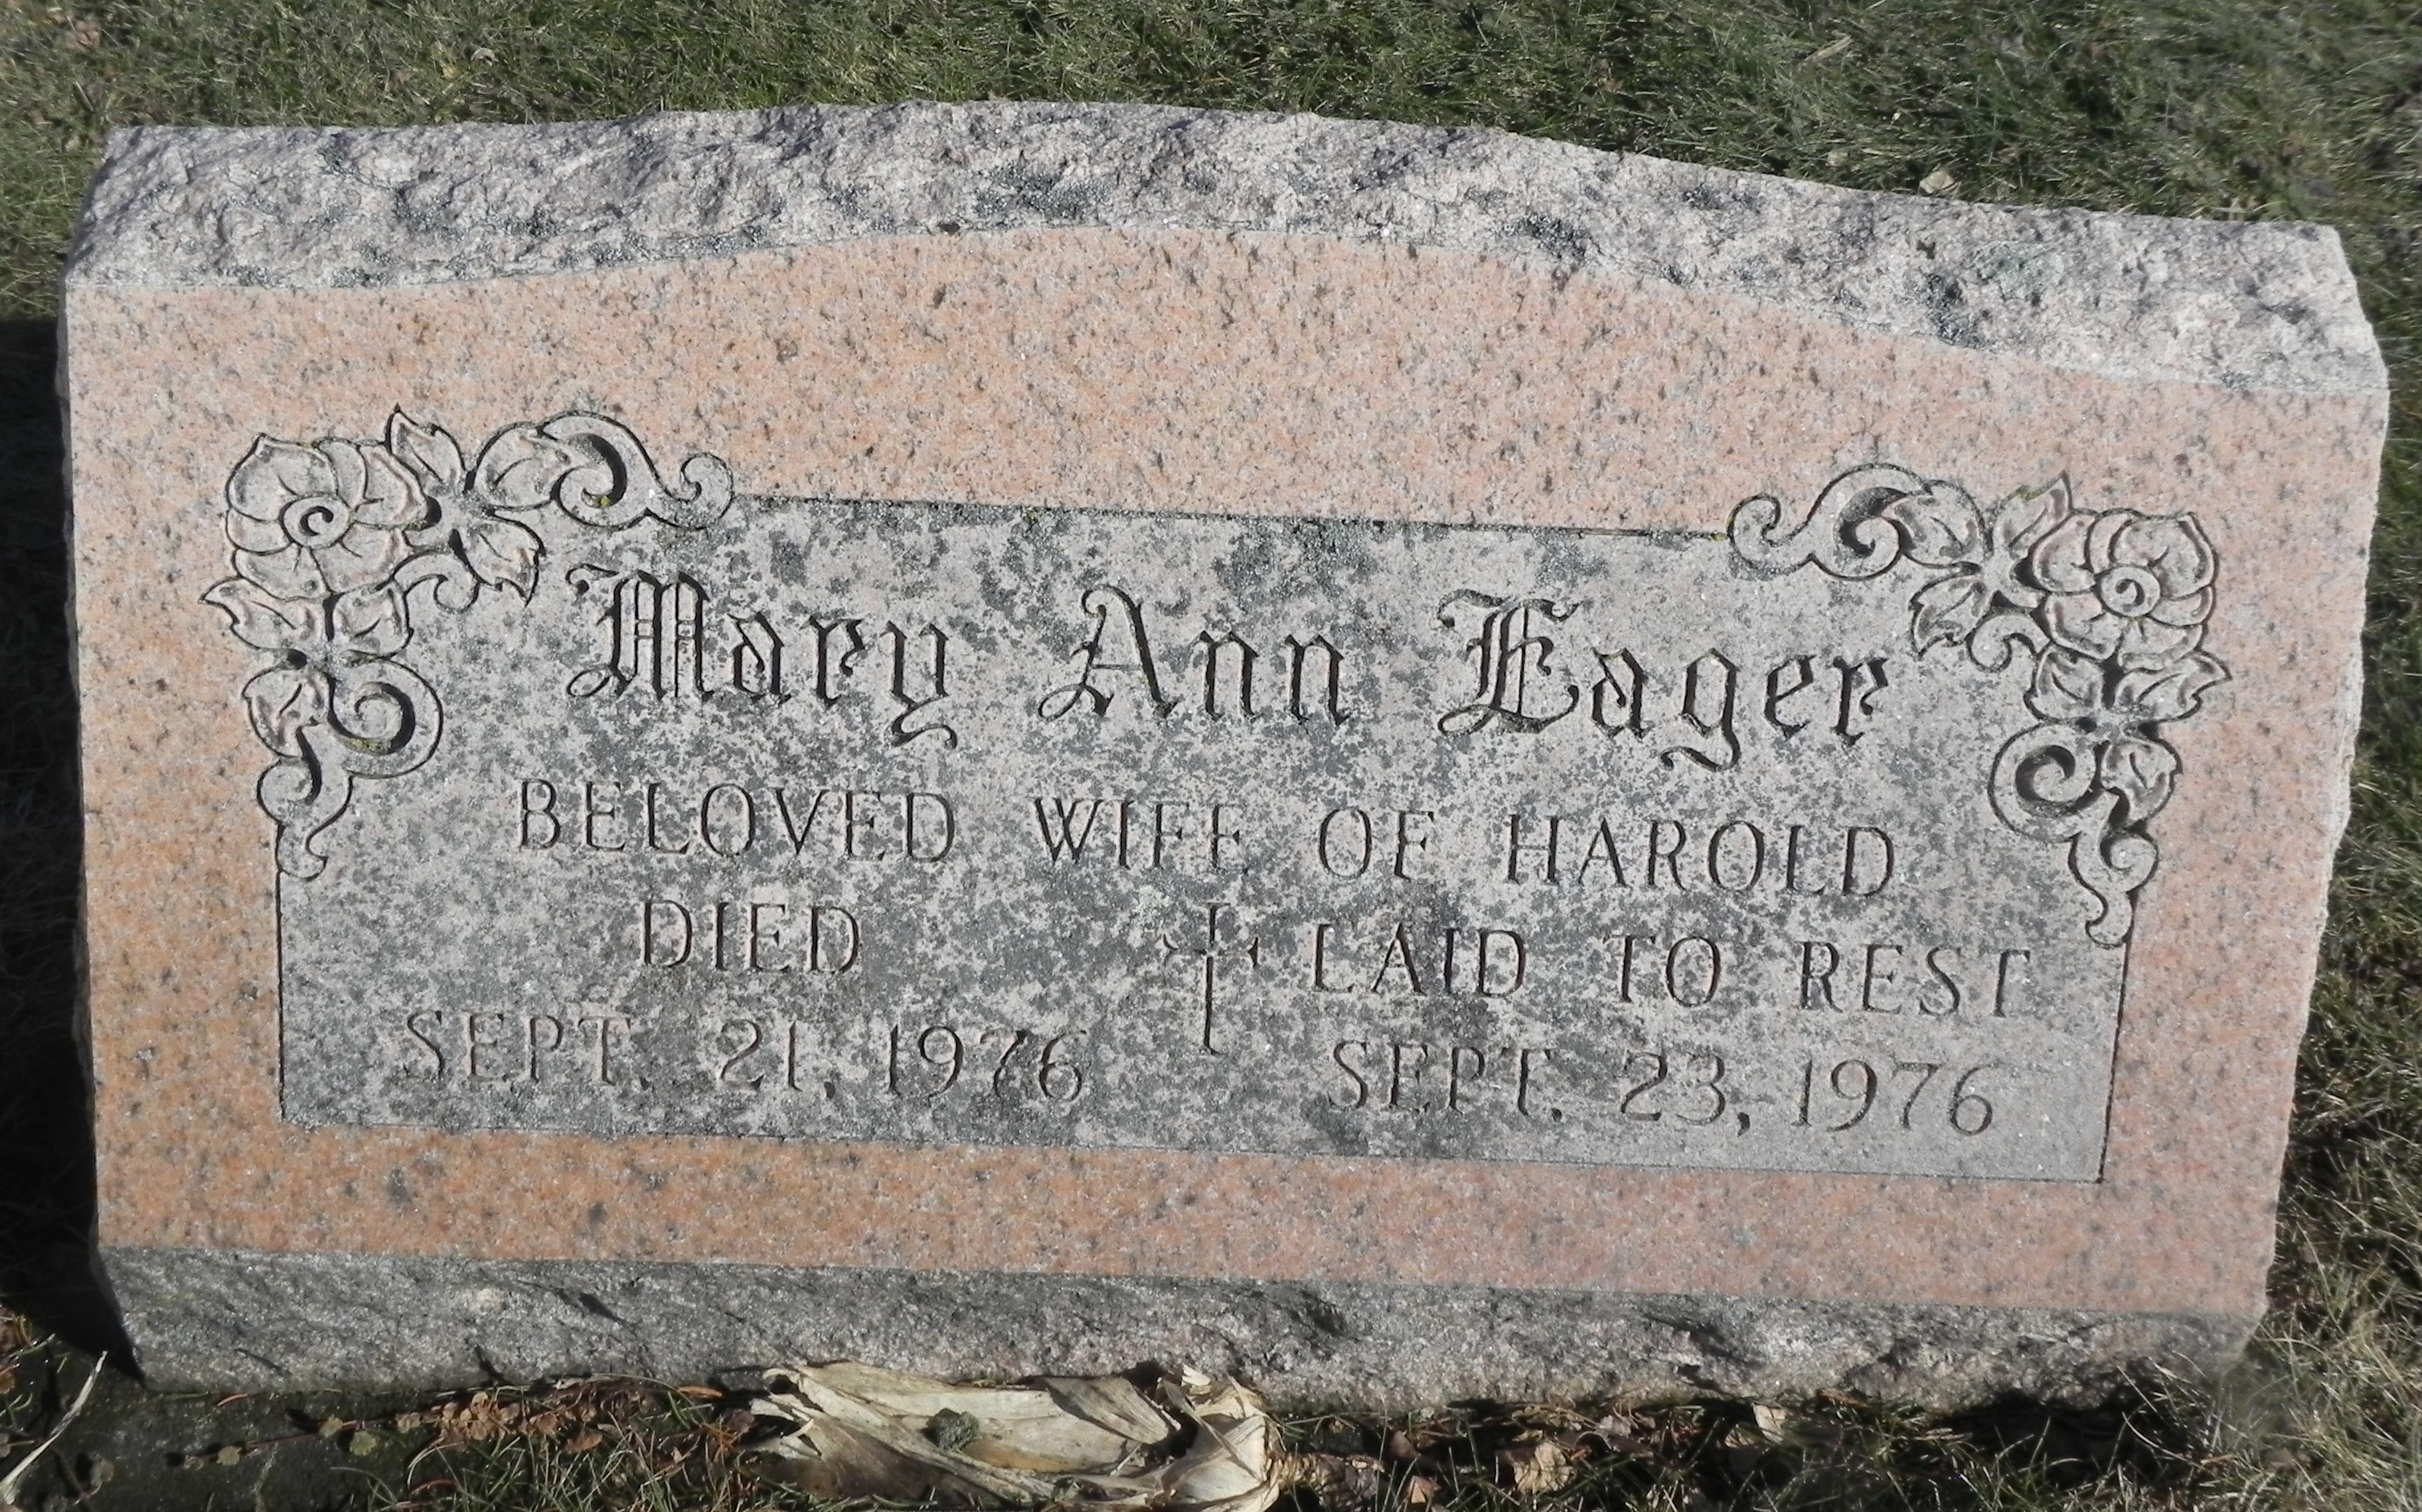 Mary Ann Eager
BELOVED WIFE OF HAROLD
DIED LAID TO REST
SEPT. 21, 1976 SEPT. 23, 1976